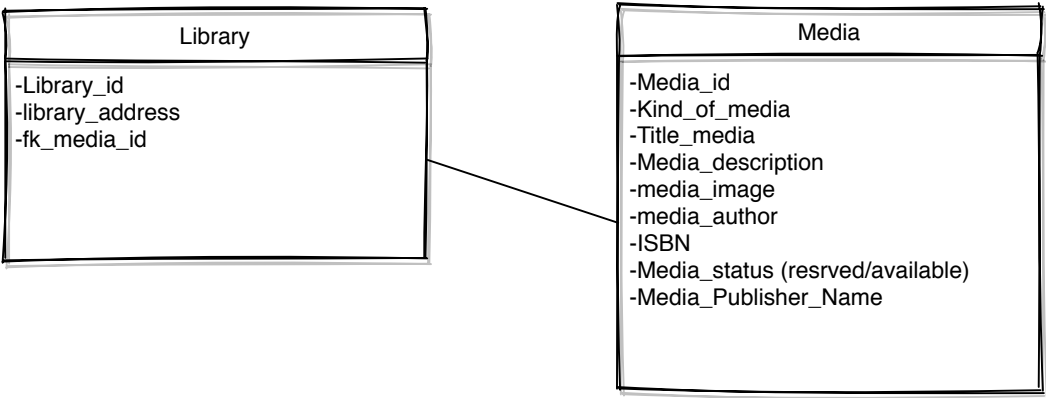 Library
-Library_id
-library_address
-fk_media_id
Media
-Media_id
-Kind_of_media
-Title_media
-Media_description
-media_image
-media_author
-ISBN
-Media_status (resrved/available)
-Media_Publisher_Name